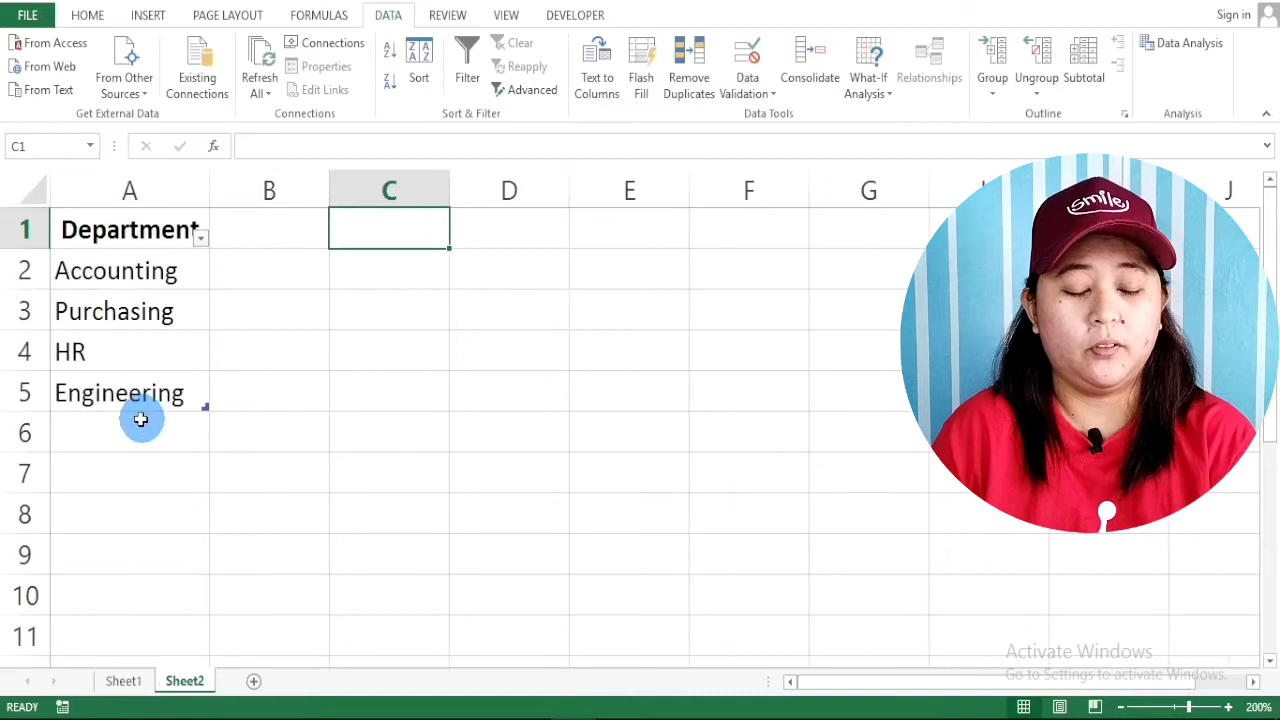 FILE HOME INSERT PAGE LAYOUT FORMULAS DATA REVIEW VIEW DEVELOPER Sign in
From Access
From Web
From Text
From Other Sources
Existing Connections
Get External Data
Refresh All
Connections
Properties
Edit Links
Connections
Sort
Filter
Clear
Reapply
Advanced
Sort & Filter
Text to Columns
Flash Fill
Remove Duplicates
Data Validation
Consolidate
What-If Analysis
Relationships
Data Tools
Group
Ungroup
Subtotal
Outline
Data Analysis
Analysis
C1
fx
A B C D E F G J
1 Department
2 Accounting
3 Purchasing
4 HR
5 Engineering
6
7
8
9
10
11
smile
Activate Windows
Go to Settings to activate Windows.
Sheet1 Sheet2
READY 200%